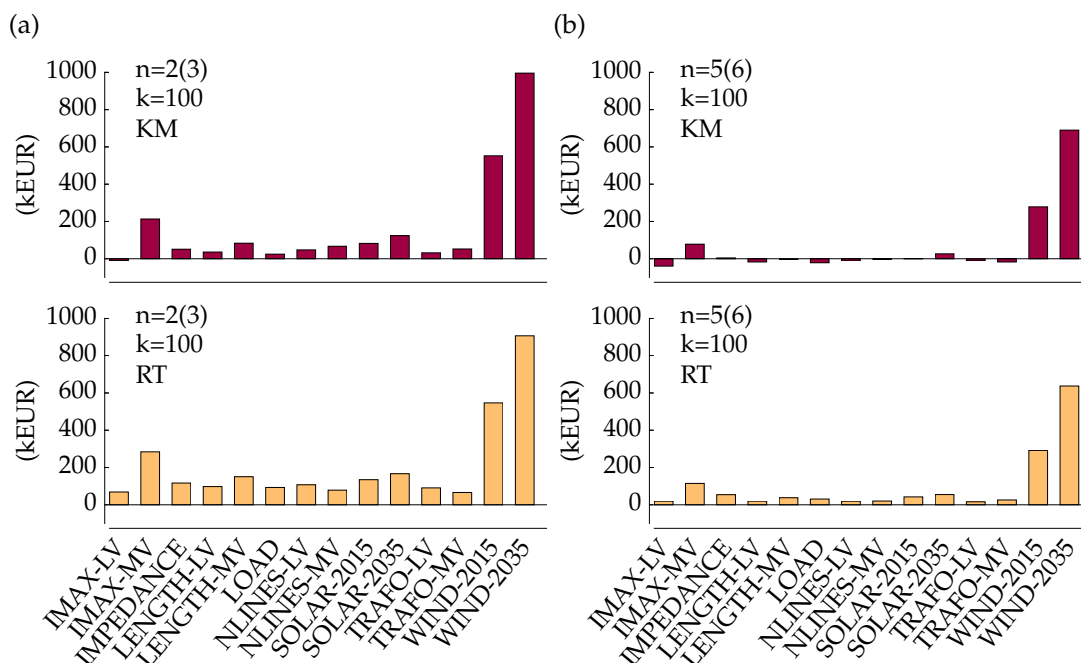 (a)
(kEUR)
1000
800
600
400
200
0
n=2(3)
k=100
KM
(kEUR)
1000
800
600
400
200
0
n=2(3)
k=100
RT
IMAX-LV
IMAX-MV
IMPEDANCE
LENGTH-LV
LENGTH-MV
LOAD
NLINES-LV
NLINES-MV
SOLAR-2015
SOLAR-2035
TRAFO-LV
TRAFO-MV
WIND-2015
WIND-2035
(b)
(kEUR)
1000
800
600
400
200
0
n=5(6)
k=100
KM
(kEUR)
1000
800
600
400
200
0
n=5(6)
k=100
RT
IMAX-LV
IMAX-MV
IMPEDANCE
LENGTH-LV
LENGTH-MV
LOAD
NLINES-LV
NLINES-MV
SOLAR-2015
SOLAR-2035
TRAFO-LV
TRAFO-MV
WIND-2015
WIND-2035